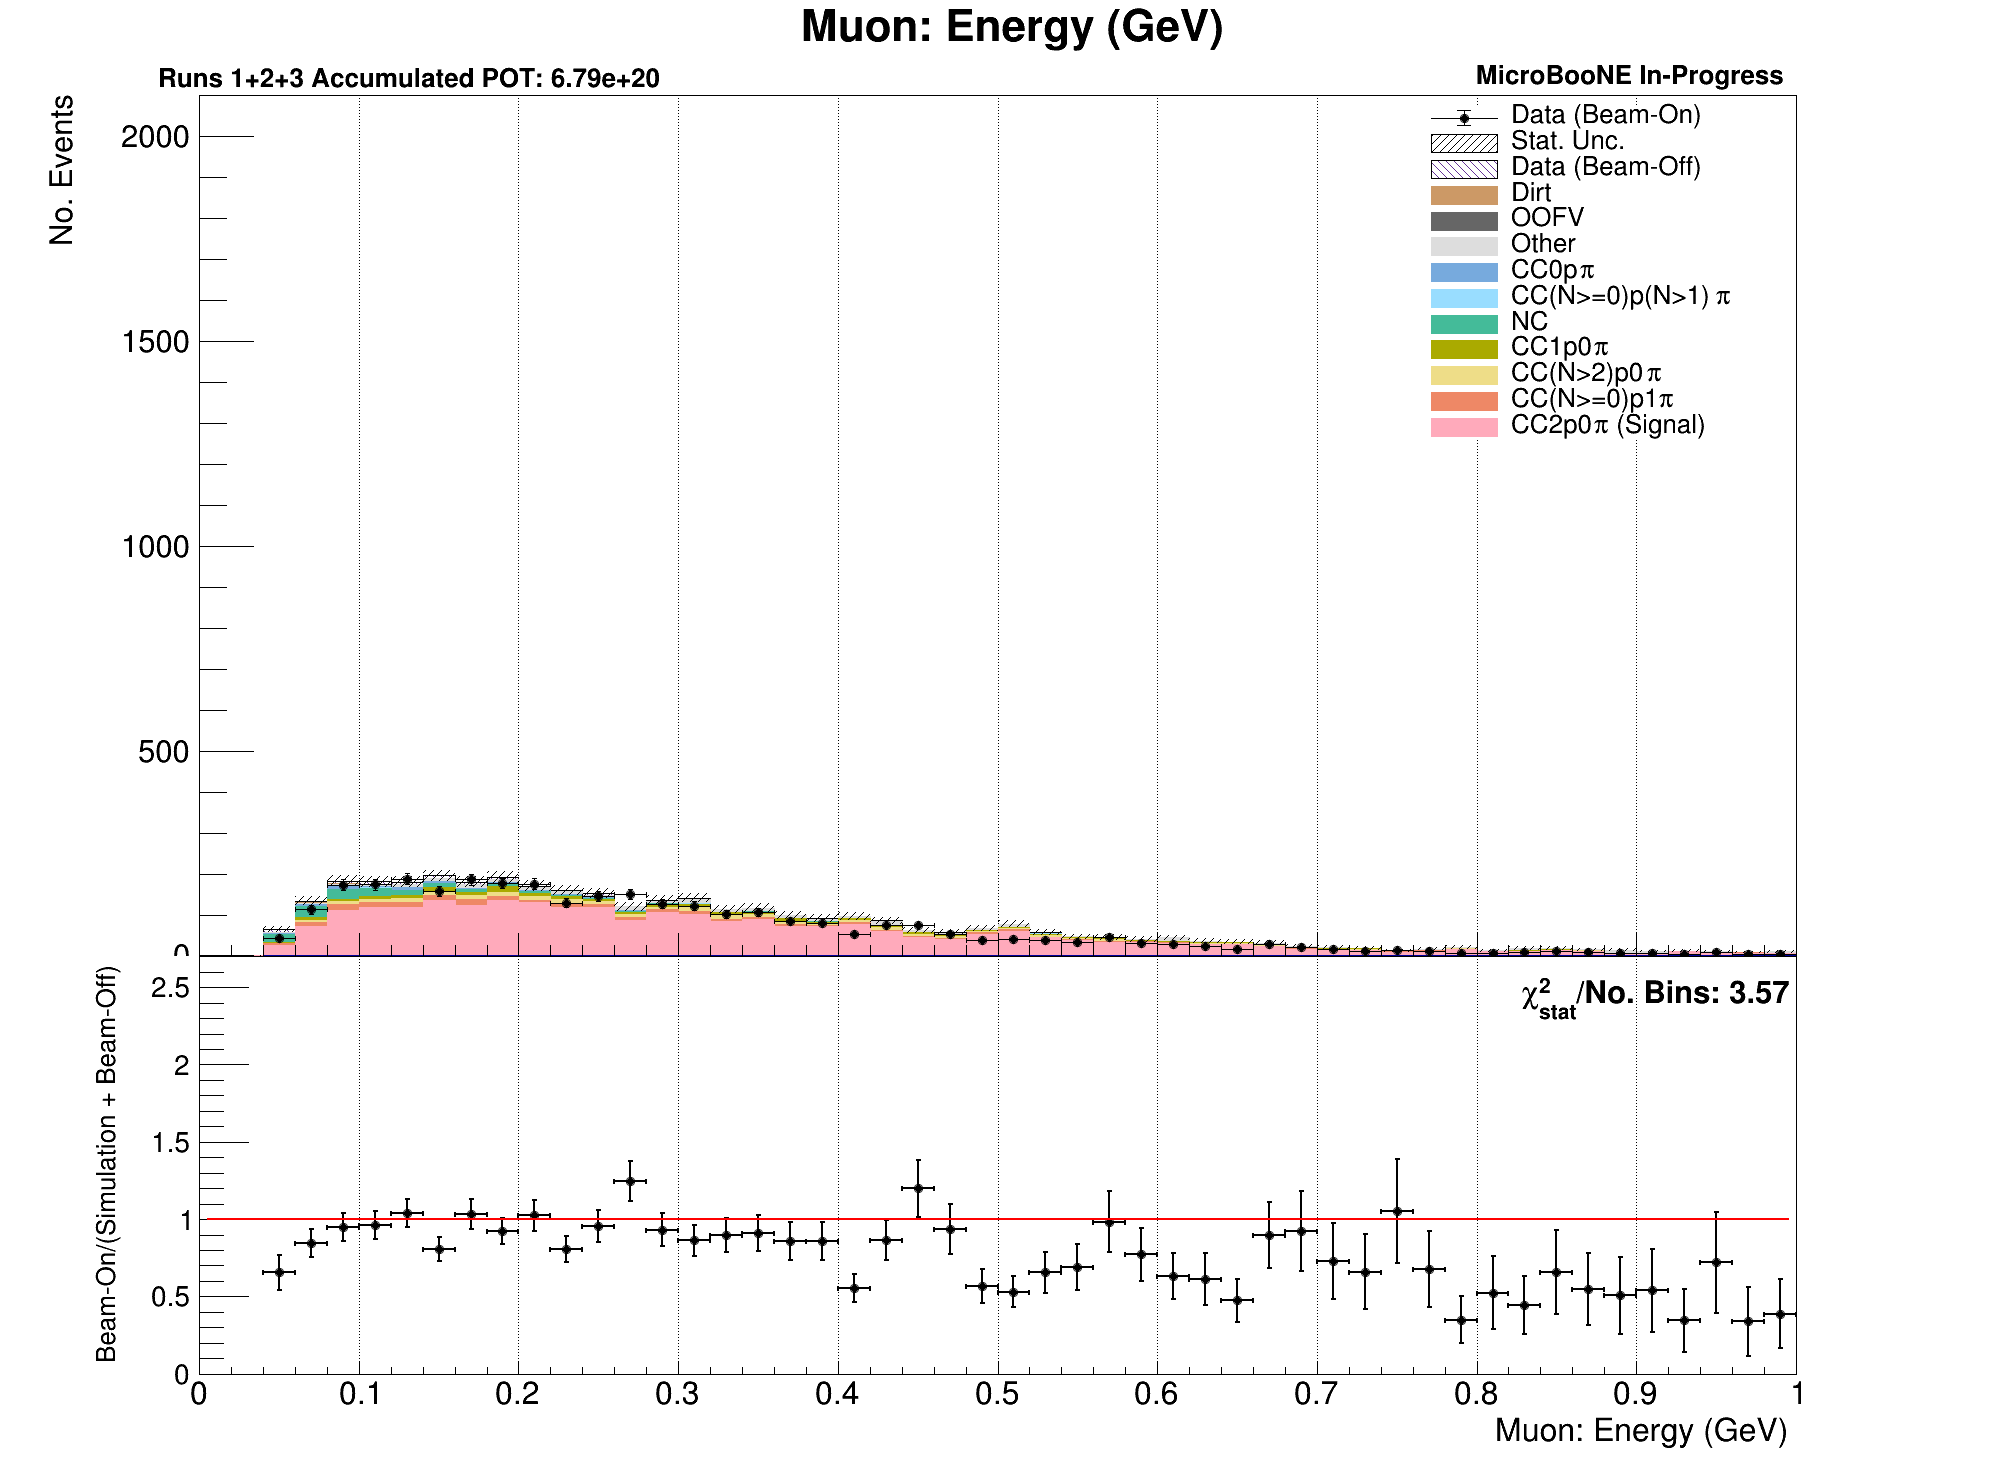 Muon: Energy (GeV)
Runs 1+2+3 Accumulated POT: 6.79e+20
MicroBooNE In-Progress
No. Events
2000
1500
1000
500
0
Data (Beam-On)
Stat. Unc.
Data (Beam-Off)
Dirt
OOFV
Other
CC0pπ
CC(N>=0)p(N>1) π
NC
CC1p0π
CC(N>2)p0π
CC(N>=0)p1π
CC2p0π (Signal)
Beam-On/(Simulation + Beam-Off)
2.5
2
1.5
1
0.5
0
χ²stat/No. Bins: 3.57
0 0.1 0.2 0.3 0.4 0.5 0.6 0.7 0.8 0.9 1
Muon: Energy (GeV)